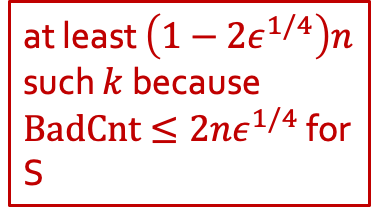 at least (1 − 2ϵ^{1/4})n
such k because
BadCnt ≤ 2nϵ^{1/4} for
S